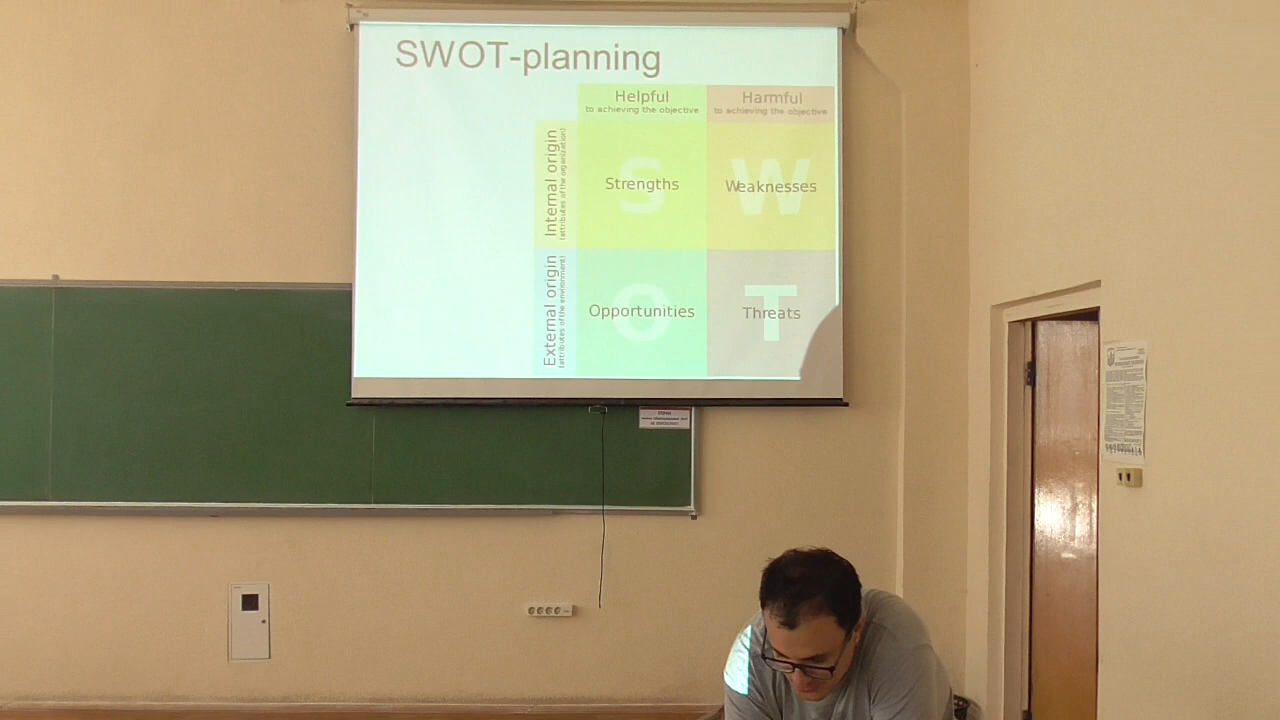 SWOT-planning
Helpful
to achieving the objective
Harmful
to achieving the objective
Internal origin
(attributes of the organization)
S
Strengths
W
Weaknesses
External origin
(attributes of the environment)
O
Opportunities
T
Threats